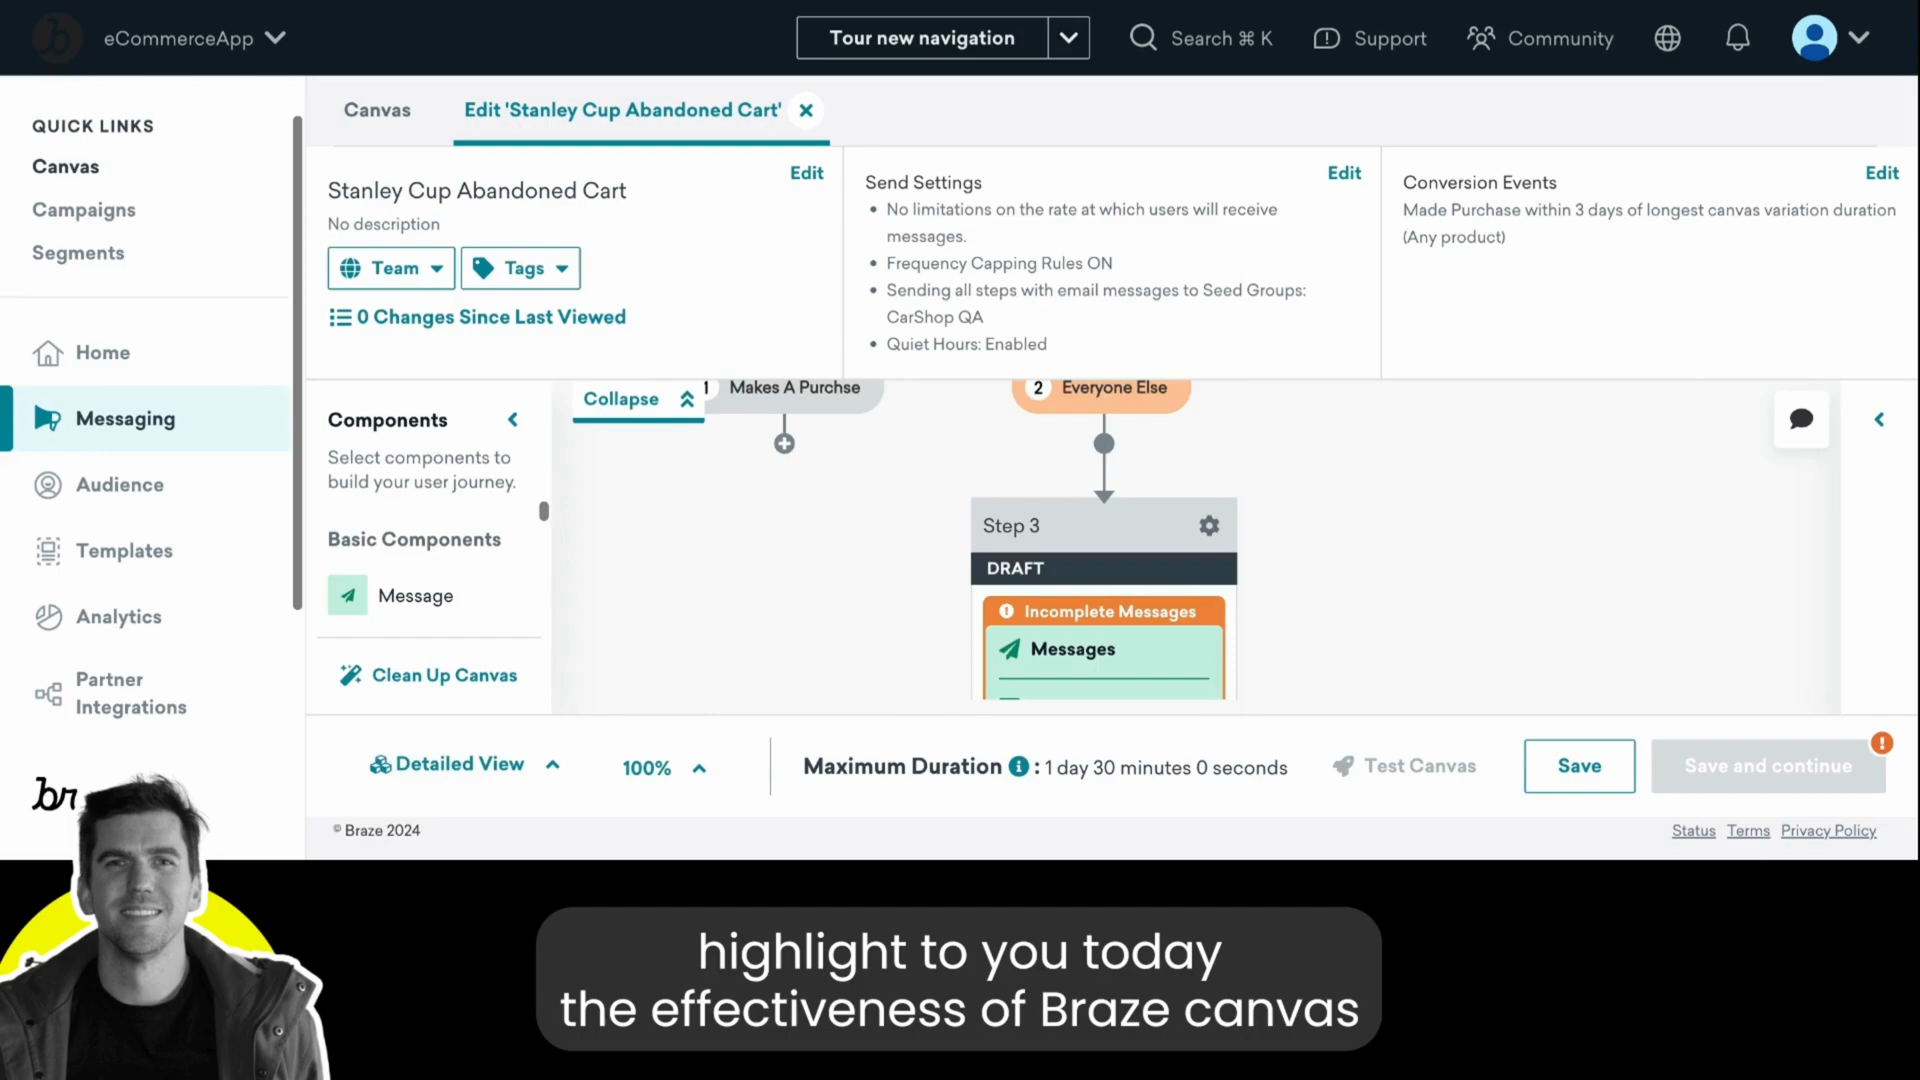 eCommerceApp
Tour new navigation
Search ⌘ K
Support
Community
QUICK LINKS
Canvas
Campaigns
Segments
Home
Messaging
Audience
Templates
Analytics
Partner
Integrations
br
Canvas
Edit 'Stanley Cup Abandoned Cart'
Stanley Cup Abandoned Cart
Edit
No description
Team
Tags
0 Changes Since Last Viewed
Send Settings
Edit
No limitations on the rate at which users will receive
messages.
Frequency Capping Rules ON
Sending all steps with email messages to Seed Groups:
CarShop QA
Quiet Hours: Enabled
Conversion Events
Edit
Made Purchase within 3 days of longest canvas variation duration
(Any product)
Components
Select components to
build your user journey.
Basic Components
Message
Clean Up Canvas
Collapse
1 Makes A Purchse
2 Everyone Else
Step 3
DRAFT
Incomplete Messages
Messages
Detailed View
100%
Maximum Duration : 1 day 30 minutes 0 seconds
Test Canvas
Save
Save and continue
© Braze 2024
Status
Terms
Privacy Policy
highlight to you today
the effectiveness of Braze canvas